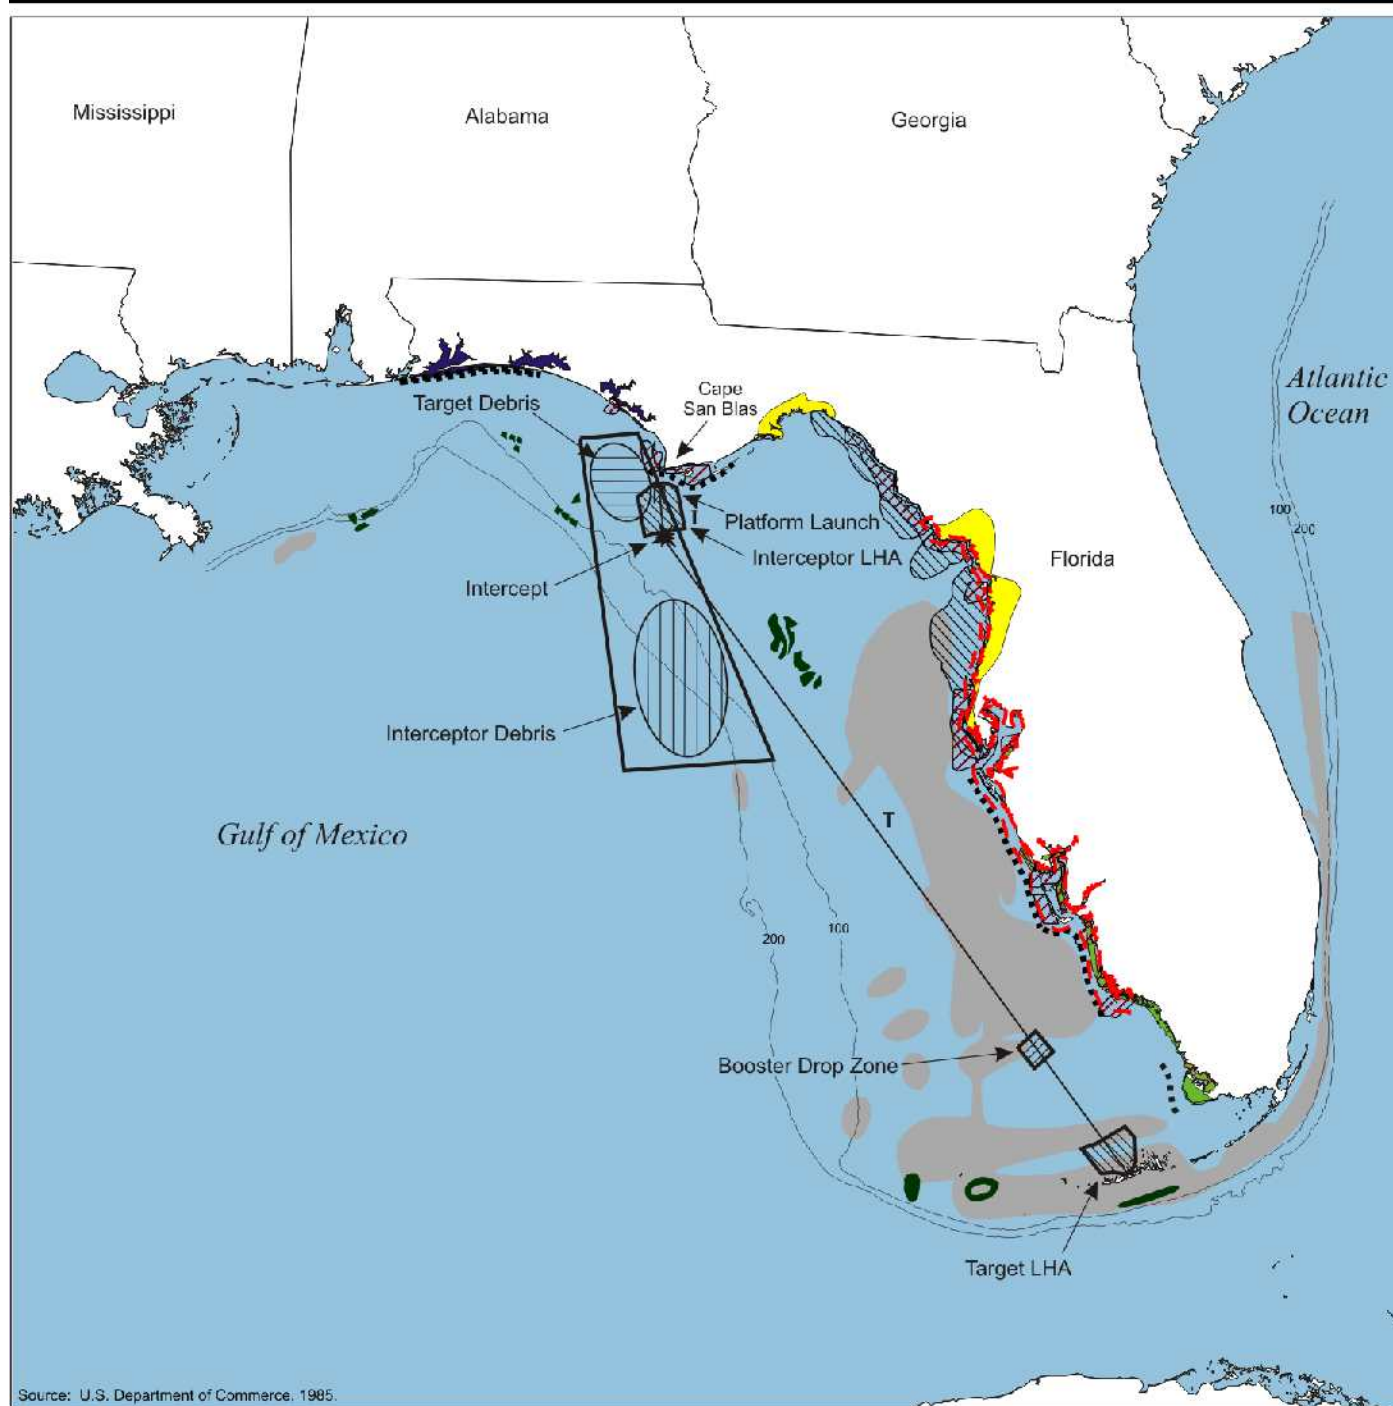 Mississippi
Alabama
Georgia
Atlantic
Ocean
Cape
San Blas
Target Debris
100
200
Platform Launch
I
Interceptor LHA
Florida
Intercept
Interceptor Debris
T
Gulf of Mexico
100
200
Booster Drop Zone
Target LHA
Source: U.S. Department of Commerce, 1985.